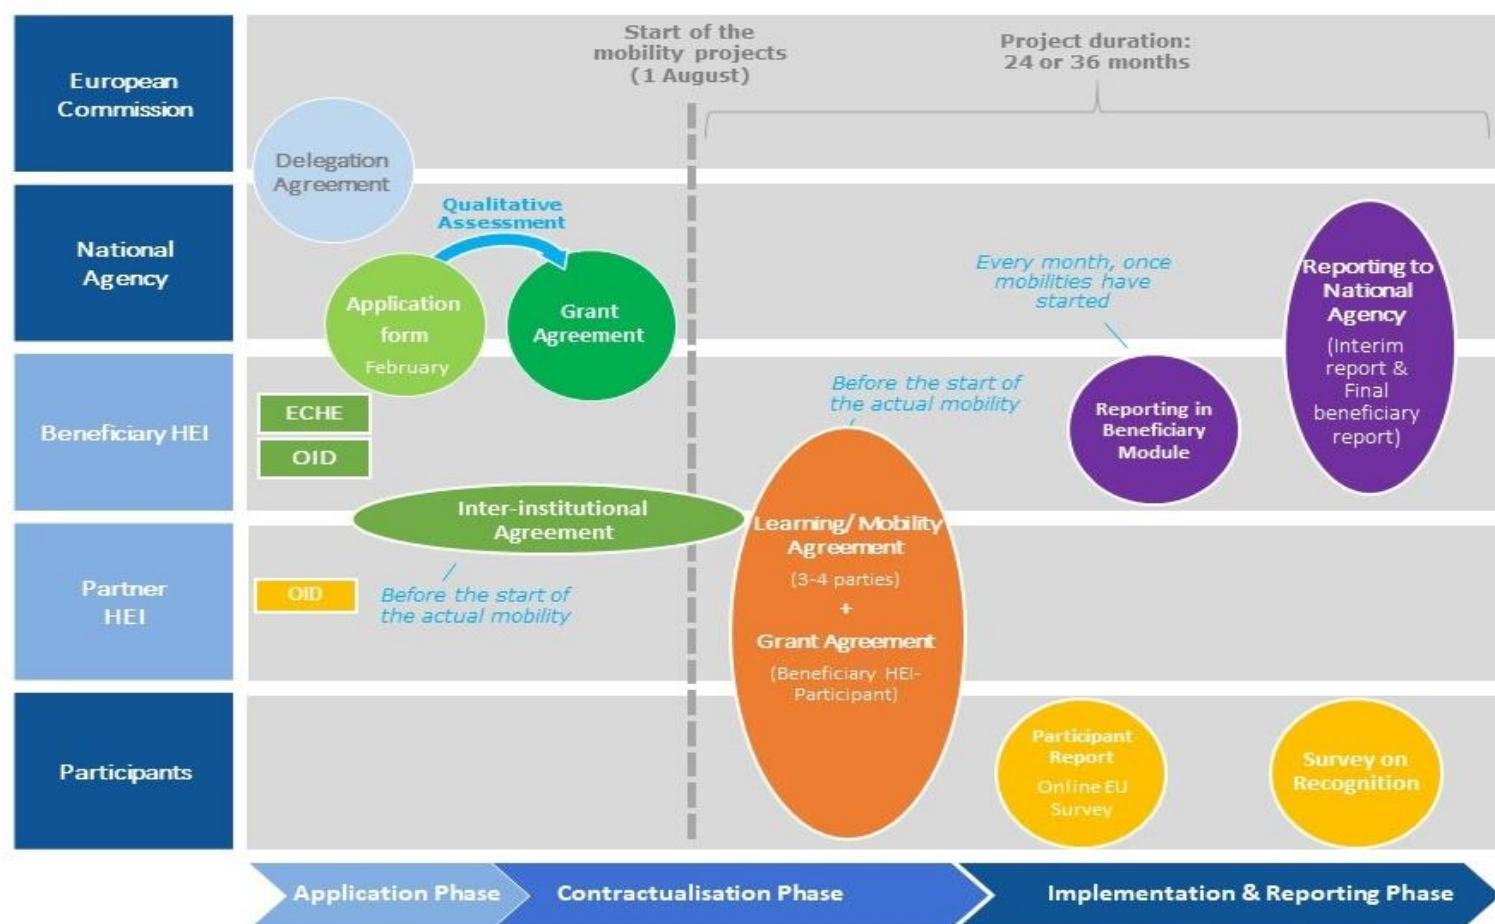 European
Commission
Start of the
mobility projects
(1 August)
Project duration:
24 or 36 months
Delegation
Agreement
National
Agency
Qualitative
Assessment
Application
form
February
Grant
Agreement
Every month, once
mobilities have
started
Reporting to
National
Agency
(Interim
report &
Final
beneficiary
report)
Beneficiary HEI
ECHE
OID
Before the start of
the actual mobility
Reporting in
Beneficiary
Module
Inter-institutional
Agreement
Learning/ Mobility
Agreement
(3-4 parties)
+
Grant Agreement
(Beneficiary HEI-
Participant)
Partner
HEI
OID
Before the start of
the actual mobility
Participants
Participant
Report
Online EU
Survey
Survey on
Recognition
Application Phase
Contractualisation Phase
Implementation & Reporting Phase